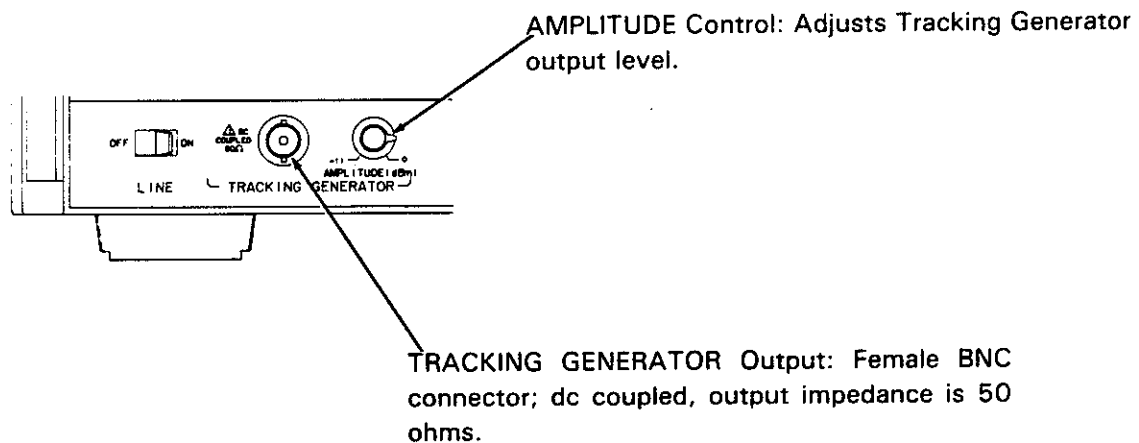 AMPLITUDE Control: Adjusts Tracking Generator
output level.
OFF ON
DC
COUPLED
50Ω
LINE
TRACKING GENERATOR
0
AMPLITUDE(dBm)
TRACKING GENERATOR Output: Female BNC
connector; dc coupled, output impedance is 50
ohms.